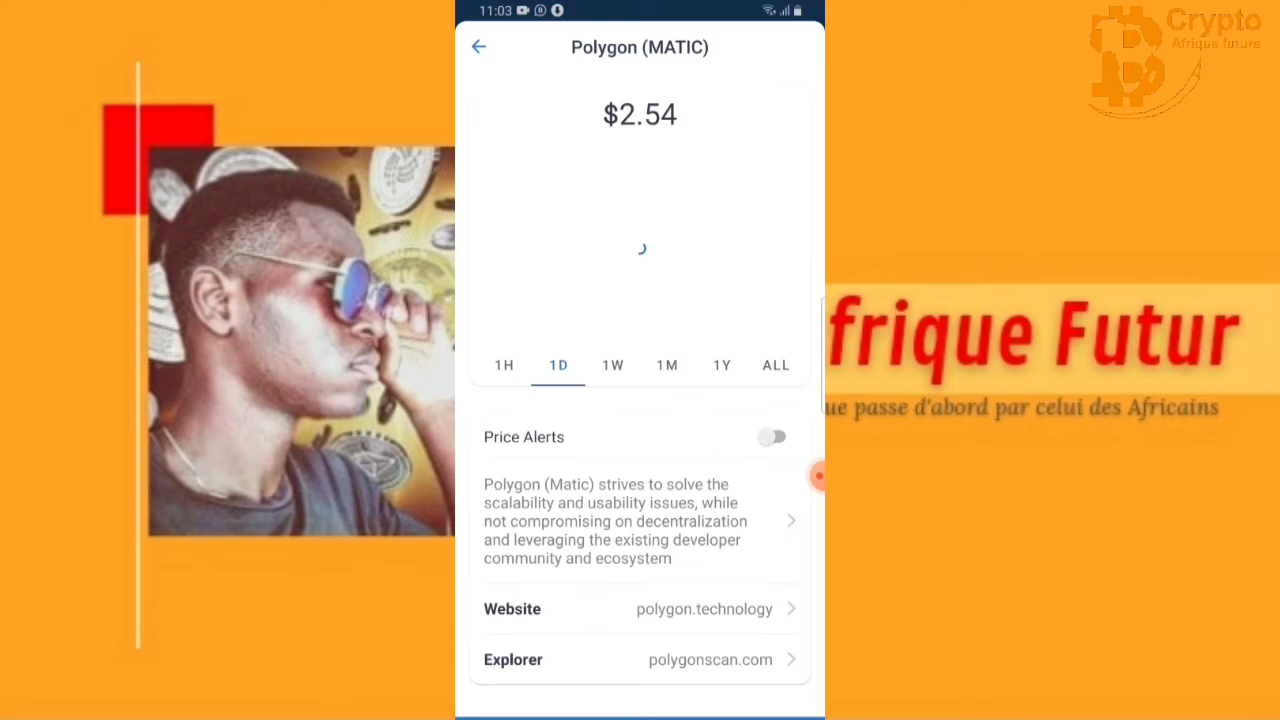 11:03
Polygon (MATIC)
$2.54
1H 1D 1W 1M 1Y ALL
Price Alerts
Polygon (Matic) strives to solve the
scalability and usability issues, while
not compromising on decentralization
and leveraging the existing developer
community and ecosystem
Website polygon.technology
Explorer polygonscan.com
Crypto
Afrique future
frique Futur
ue passe d'abord par celui des Africains